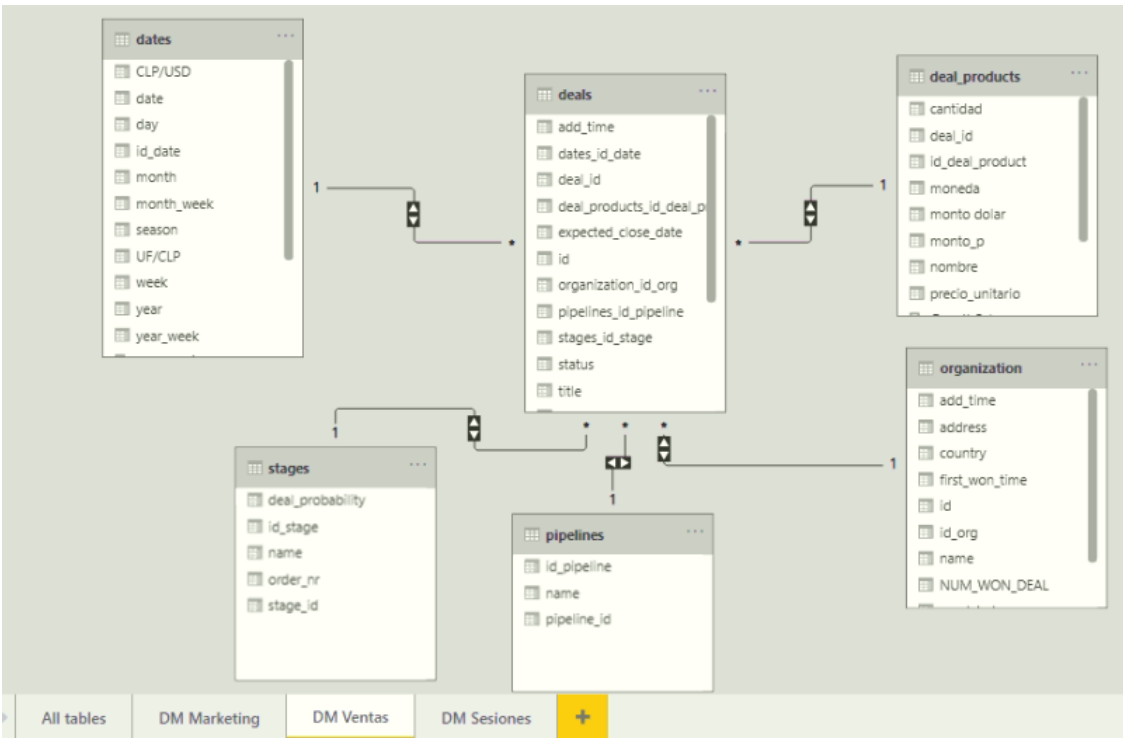 dates
CLP/USD
date
day
id_date
month
month_week
season
UF/CLP
week
year
year_week
1
*
deals
add_time
dates_id_date
deal_id
deal_products_id_deal_p
expected_close_date
id
organization_id_org
pipelines_id_pipeline
stages_id_stage
status
title
deal_products
cantidad
deal_id
id_deal_product
moneda
monto dolar
monto_p
nombre
precio_unitario
1
*
organization
add_time
address
country
first_won_time
id
id_org
name
NUM_WON_DEAL
1
*
*
*
1
stages
deal_probability
id_stage
name
order_nr
stage_id
1
pipelines
id_pipeline
name
pipeline_id
All tables
DM Marketing
DM Ventas
DM Sesiones
+